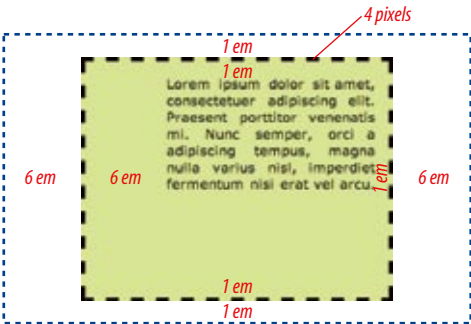 4 pixels
1 em
1 em
Lorem ipsum dolor sit amet,
consectetuer adipiscing elit.
Praesent porttitor venenatis
mi. Nunc semper, orci a
adipiscing tempus, magna
nulla varius nisl, imperdiet
fermentum nisi erat vel arcu.
6 em
6 em
1 em
6 em
1 em
1 em